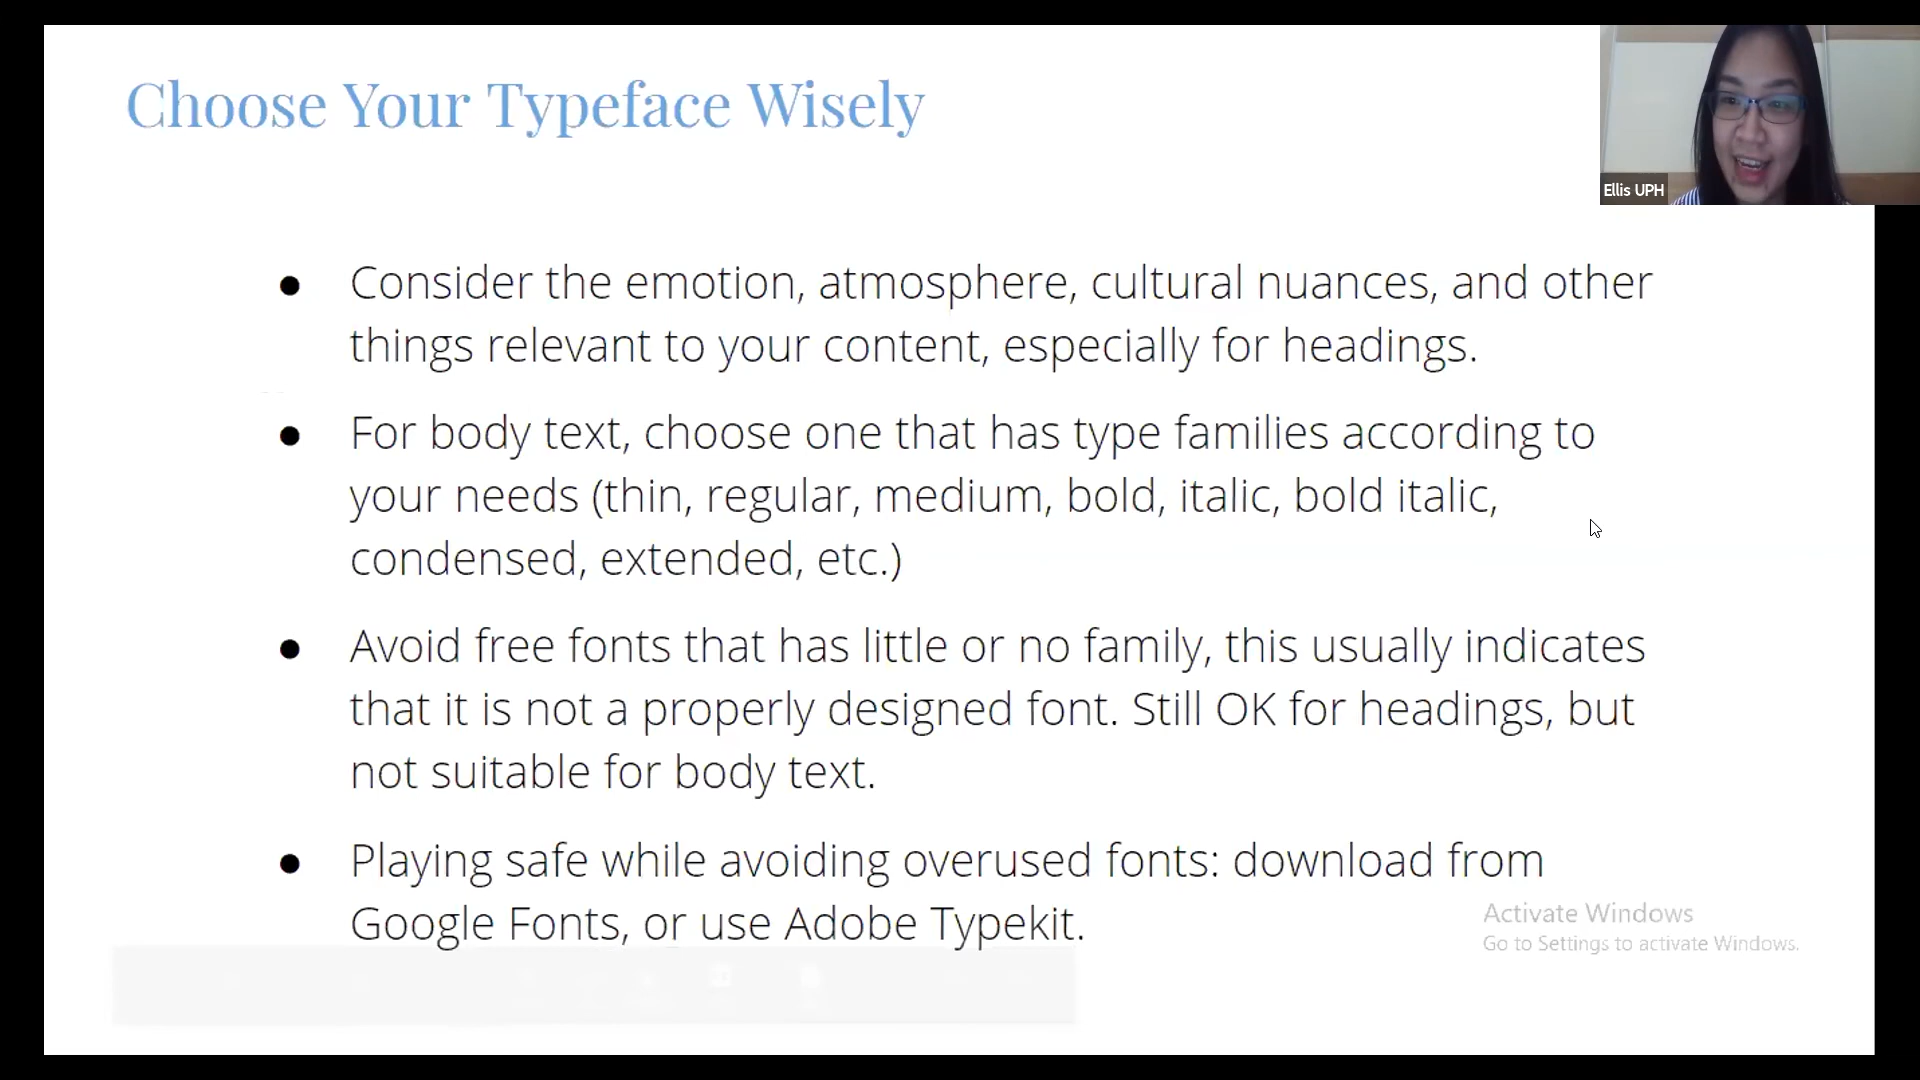 Choose Your Typeface Wisely
Ellis UPH
● Consider the emotion, atmosphere, cultural nuances, and other
things relevant to your content, especially for headings.
● For body text, choose one that has type families according to
your needs (thin, regular, medium, bold, italic, bold italic,
condensed, extended, etc.)
● Avoid free fonts that has little or no family, this usually indicates
that it is not a properly designed font. Still OK for headings, but
not suitable for body text.
● Playing safe while avoiding overused fonts: download from
Google Fonts, or use Adobe Typekit.
Activate Windows
Go to Settings to activate Windows.